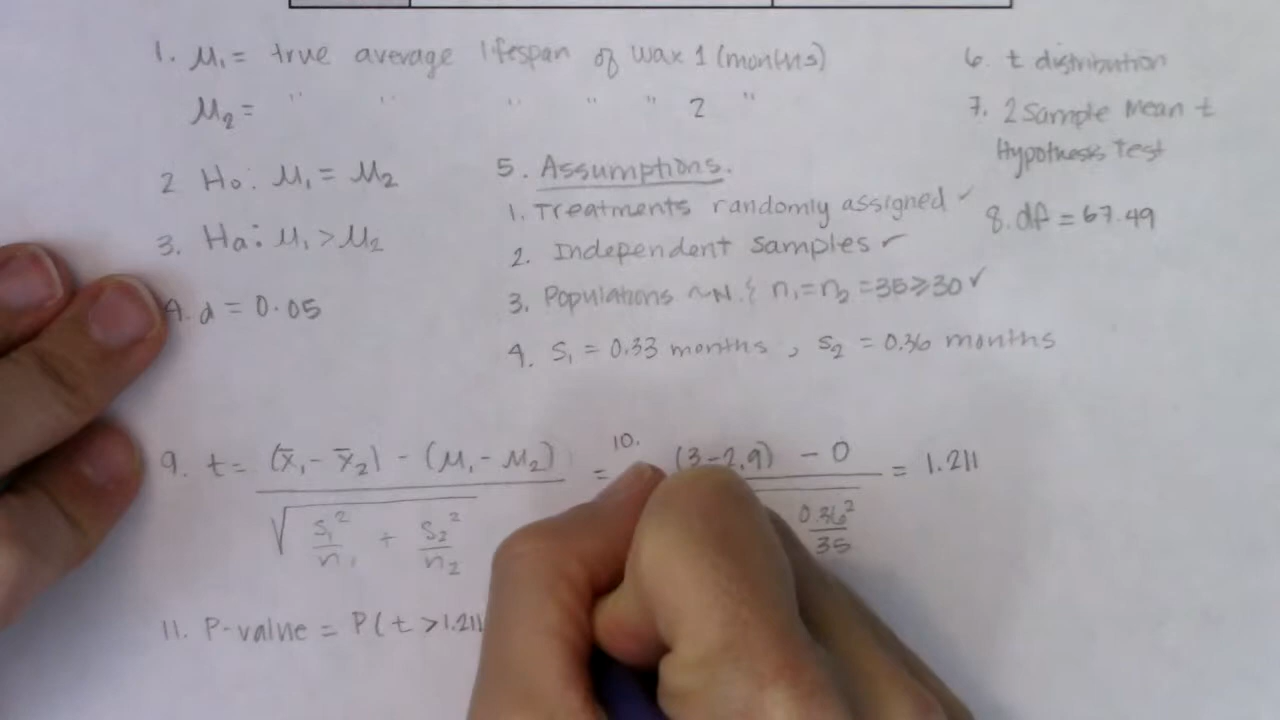 1. μ₁ = true average lifespan of wax 1 (months)
μ₂ = " " " " " 2 "
2 H₀: μ₁ = μ₂
3. Ha: μ₁ > μ₂
4. α = 0.05
5. Assumptions.
1. Treatments randomly assigned ✓
2. Independent samples ✓
3. Populations ~N. & n₁=n₂ =35≥30 ✓
4. s₁ = 0.33 months , s₂ = 0.36 months
6. t distribution
7. 2 Sample Mean t
Hypothesis Test
8. df = 67.49
9. t = (x̄₁ - x̄₂) - (μ₁ - μ₂) / √ s₁²/n₁ + s₂²/n₂ = 10. (3-2.9) - 0 / 0.36²/35 = 1.211
11. P-value = P(t > 1.211